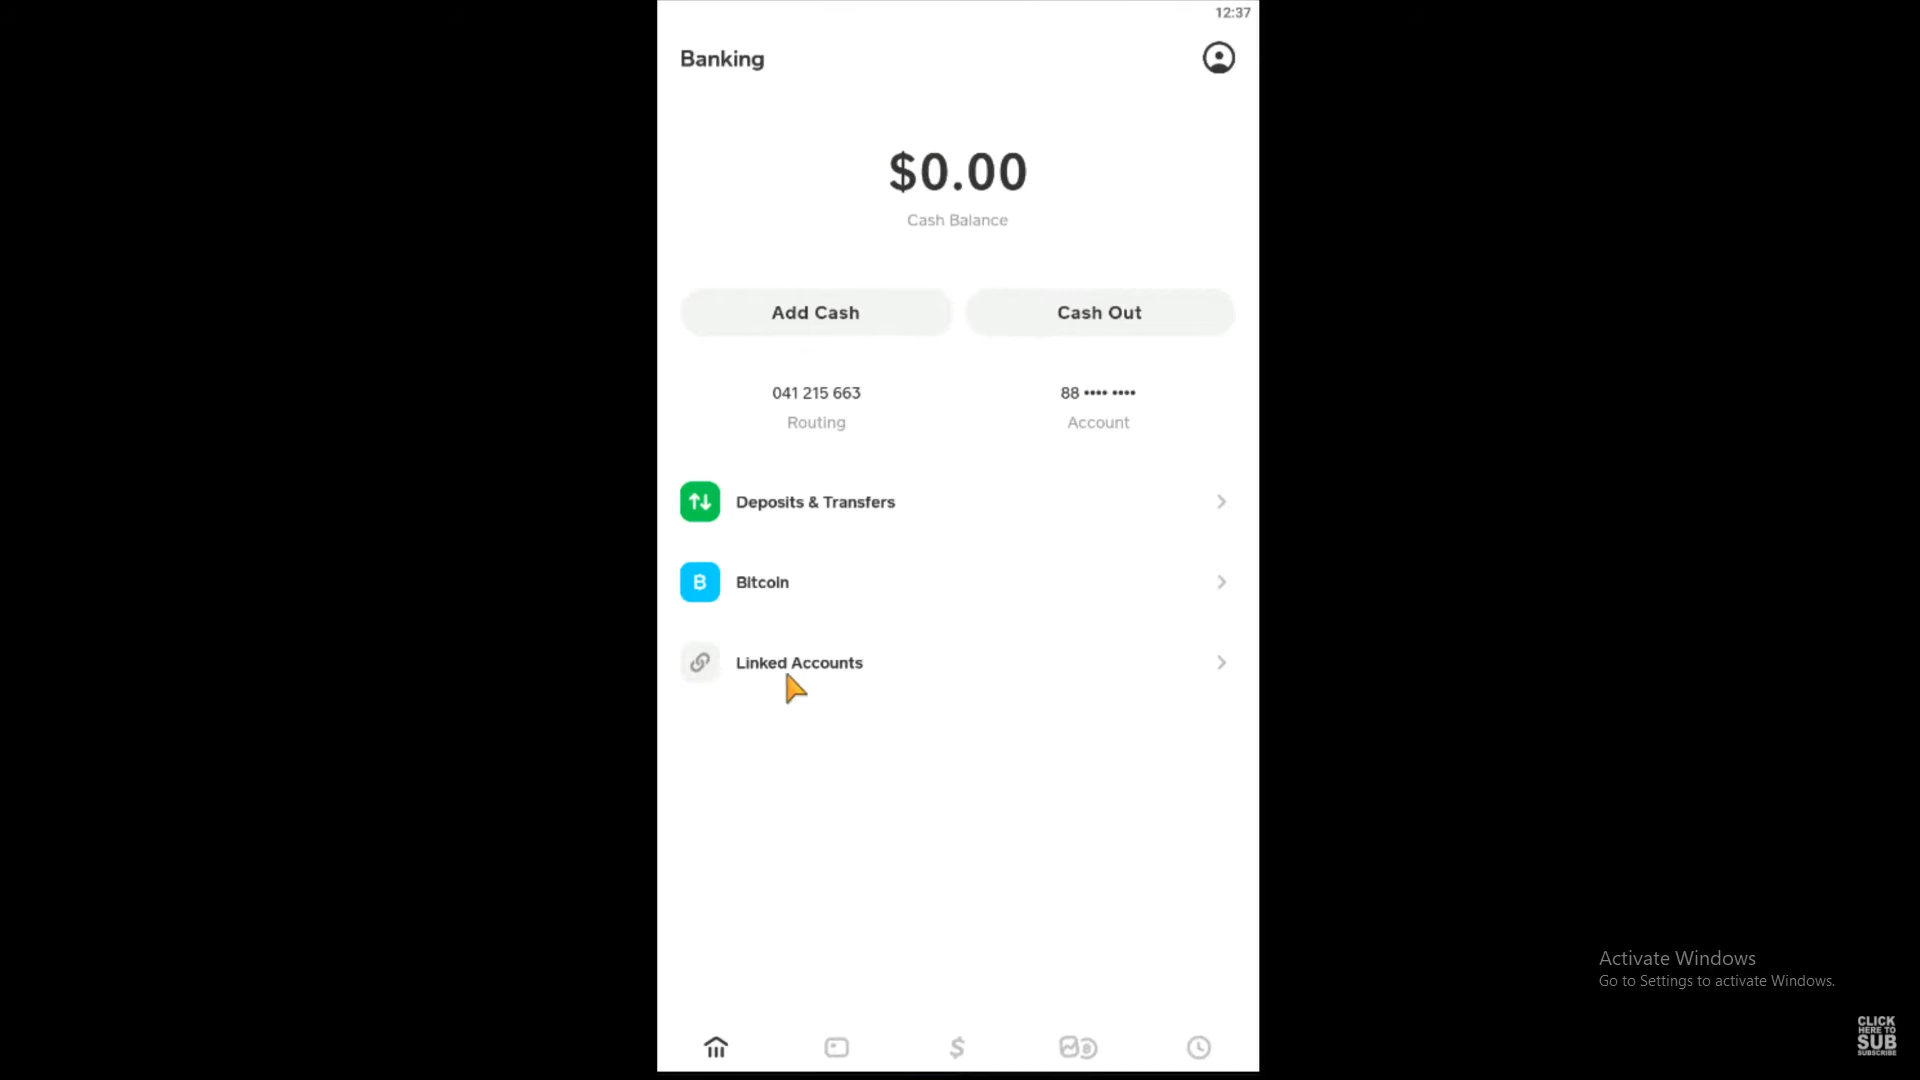 12:37
Banking
$0.00
Cash Balance
Add Cash
Cash Out
041 215 663
88 •••• ••••
Routing
Account
Deposits & Transfers
B
Bitcoin
Linked Accounts
$
Activate Windows
Go to Settings to activate Windows.
CLICK
HERE TO
SUB
SUBSCRIBE